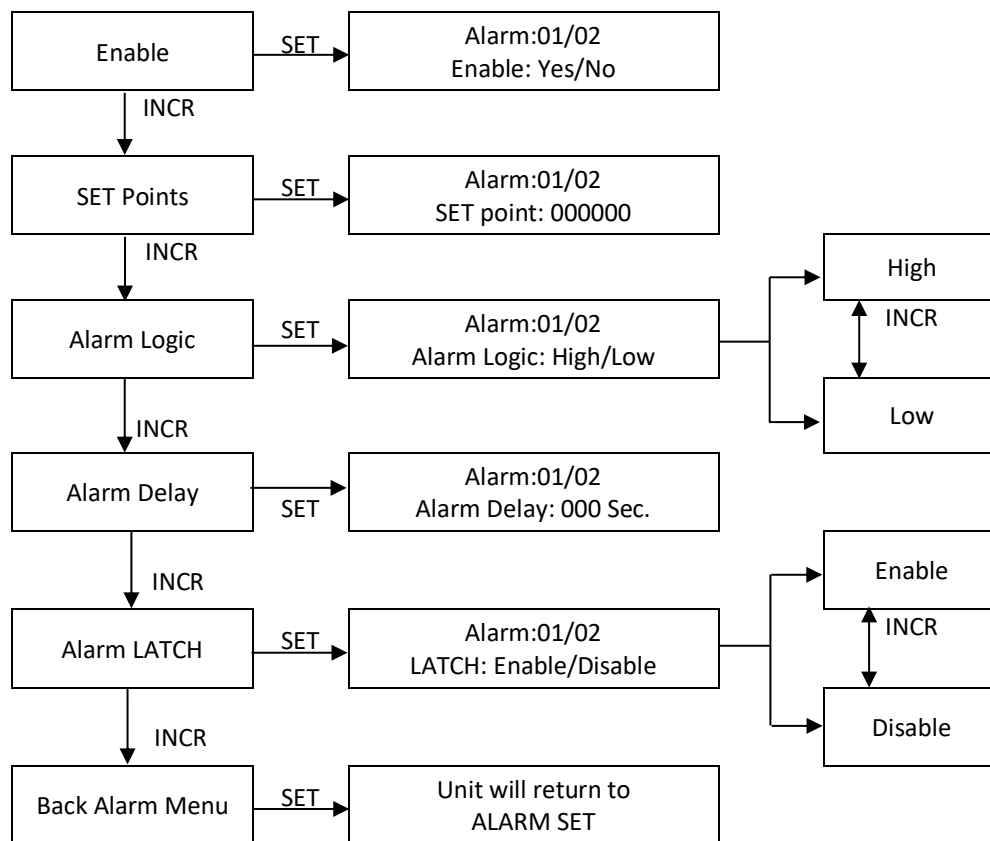 Enable
SET
Alarm:01/02
Enable: Yes/No
INCR
SET Points
SET
Alarm:01/02
SET point: 000000
INCR
Alarm Logic
SET
Alarm:01/02
Alarm Logic: High/Low
High
INCR
Low
INCR
Alarm Delay
SET
Alarm:01/02
Alarm Delay: 000 Sec.
INCR
Alarm LATCH
SET
Alarm:01/02
LATCH: Enable/Disable
Enable
INCR
Disable
INCR
Back Alarm Menu
SET
Unit will return to
ALARM SET